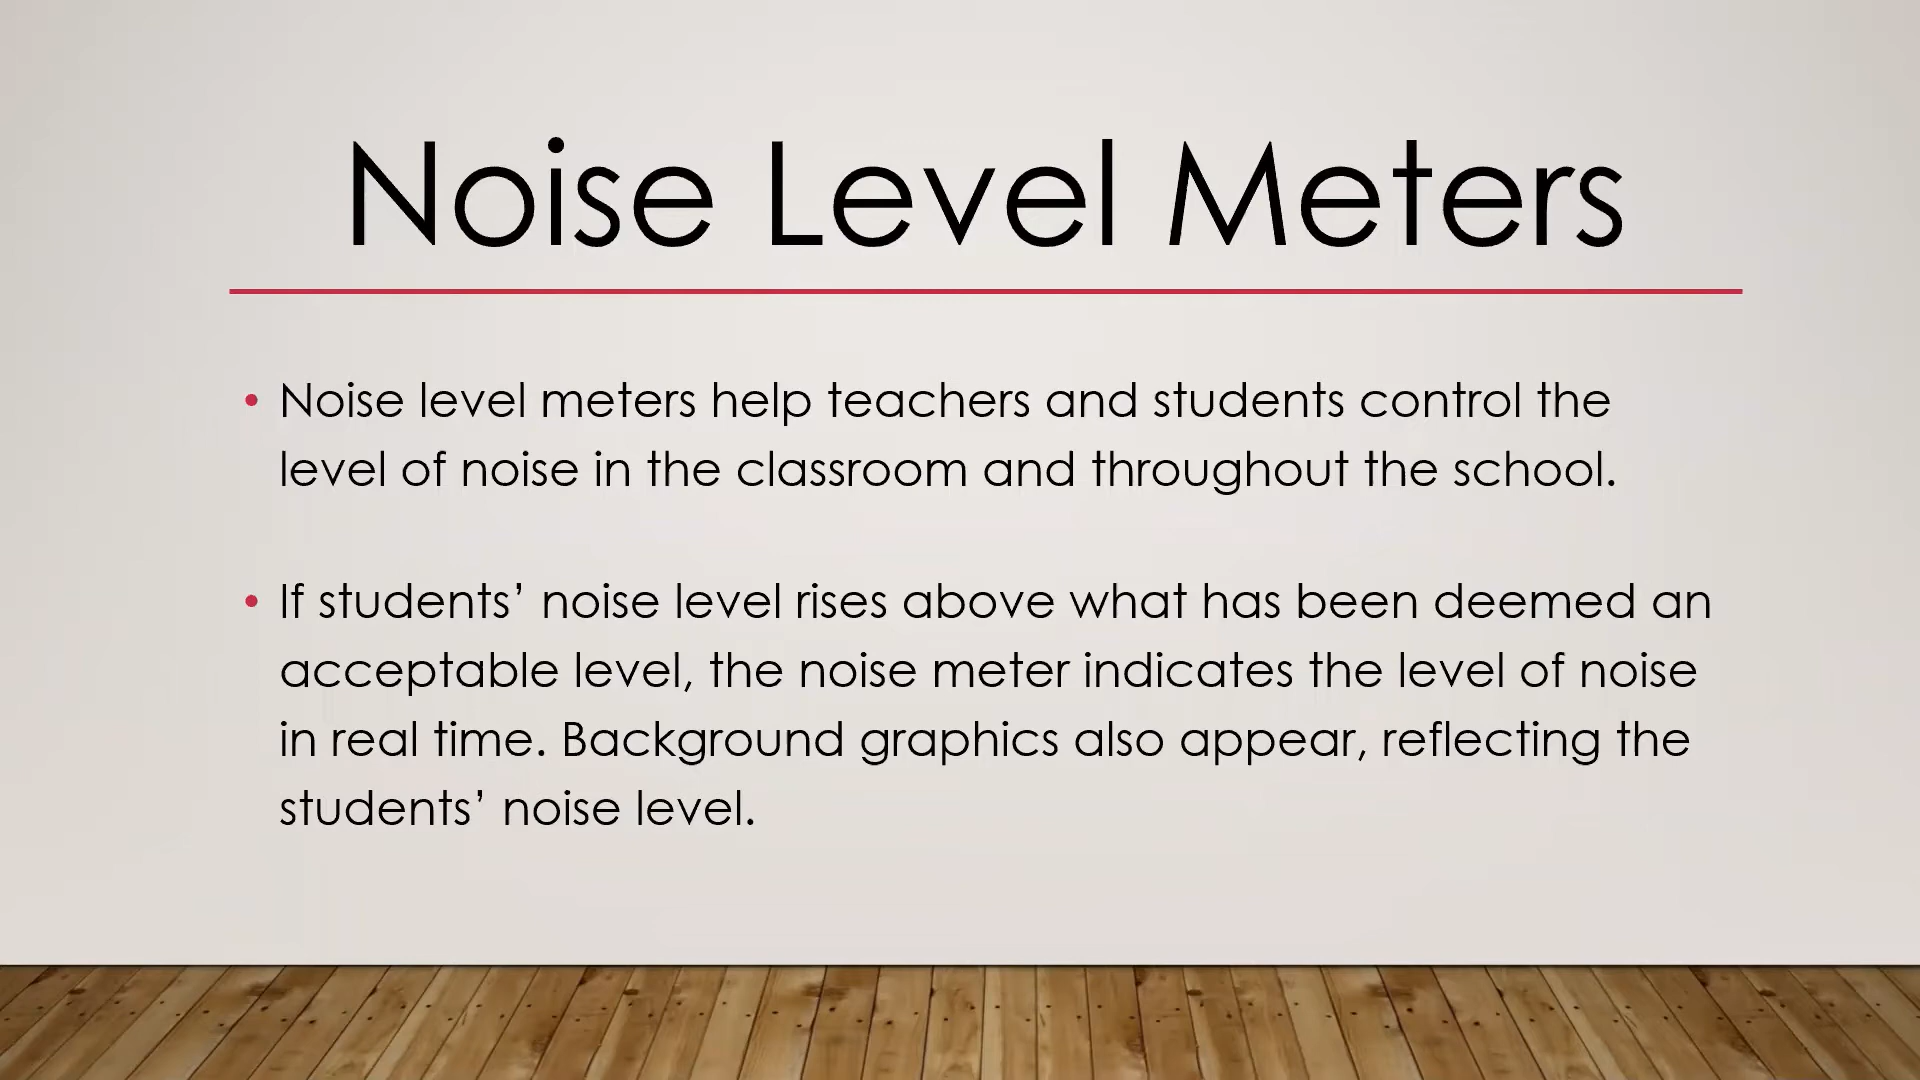 Noise Level Meters
• Noise level meters help teachers and students control the
level of noise in the classroom and throughout the school.
• If students’ noise level rises above what has been deemed an
acceptable level, the noise meter indicates the level of noise
in real time. Background graphics also appear, reflecting the
students’ noise level.